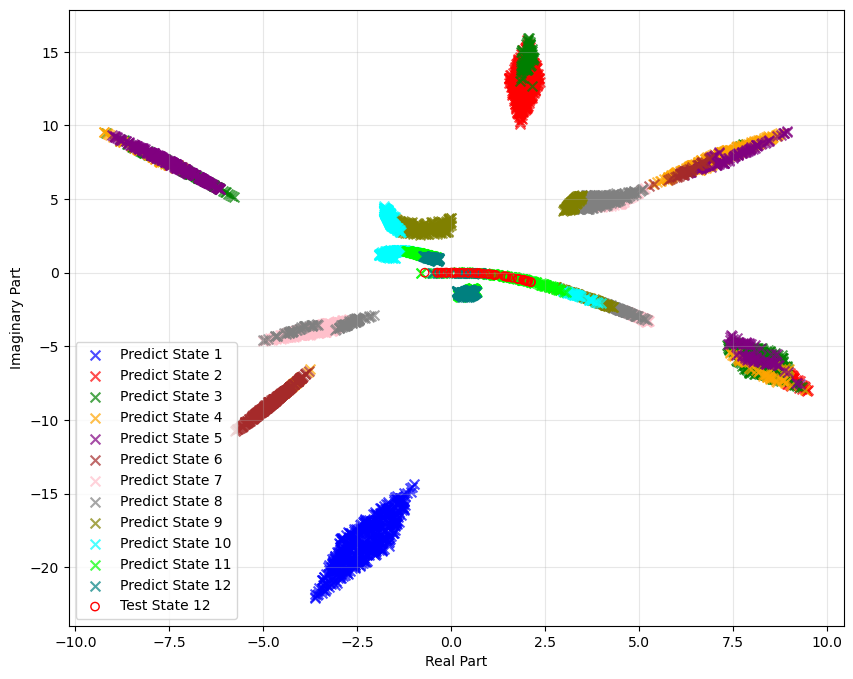 15
10
5
0
−5
−10
−15
−20
Imaginary Part
Predict State 1
Predict State 2
Predict State 3
Predict State 4
Predict State 5
Predict State 6
Predict State 7
Predict State 8
Predict State 9
Predict State 10
Predict State 11
Predict State 12
Test State 12
−10.0 −7.5 −5.0 −2.5 0.0 2.5 5.0 7.5 10.0
Real Part